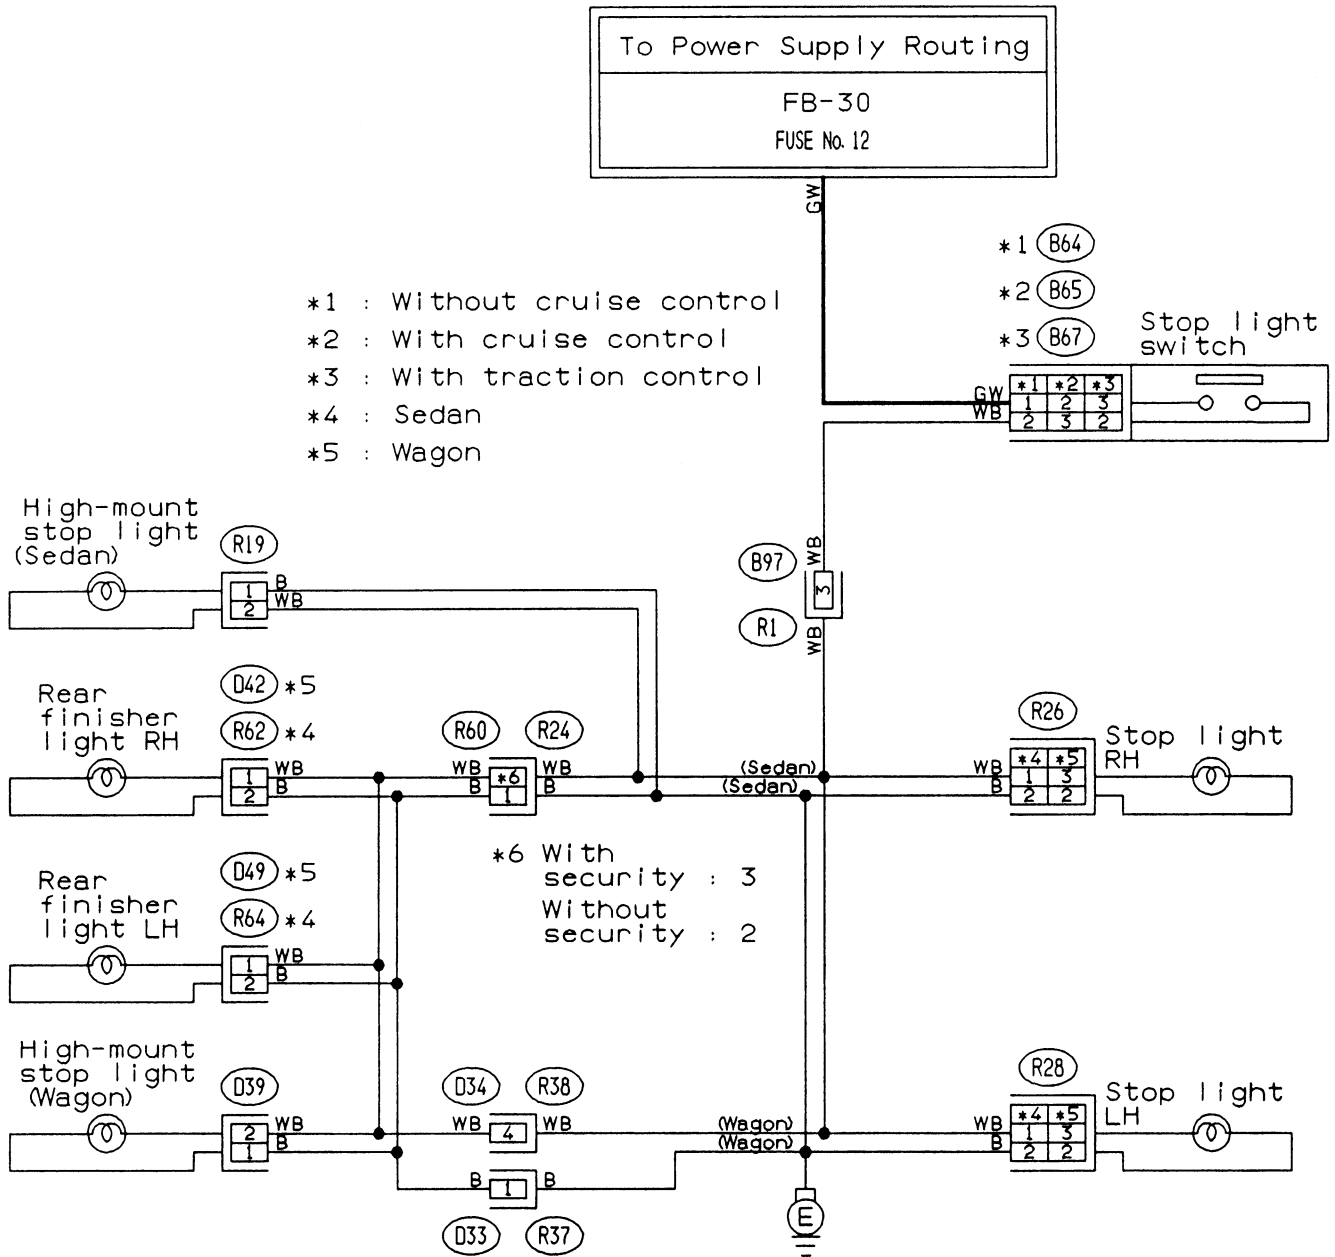 To Power Supply Routing
FB-30
FUSE No. 12
GW
*1 B64
*2 B65
*3 B67
Stop light
switch
*1 : Without cruise control
*2 : With cruise control
*3 : With traction control
*4 : Sedan
*5 : Wagon
GW
WB
*1 *2 *3
1 2 3
2 3 2
High-mount
stop light
(Sedan)
R19
1 B
2 WB
B97
WB
3
R1
WB
Rear
finisher
light RH
D42 *5
R62 *4
1 WB
2 B
R60 R24
WB *6 WB
B 1 B
(Sedan)
(Sedan)
R26
WB
B
*4 *5
1 3
2 2
Stop light
RH
*6 With
security : 3
Without
security : 2
Rear
finisher
light LH
D49 *5
R64 *4
1 WB
2 B
High-mount
stop light
(Wagon)
D39
2 WB
1 B
D34 R38
WB 4 WB
B 1 B
D33 R37
(Wagon)
(Wagon)
R28
WB
B
*4 *5
1 3
2 2
Stop light
LH
E